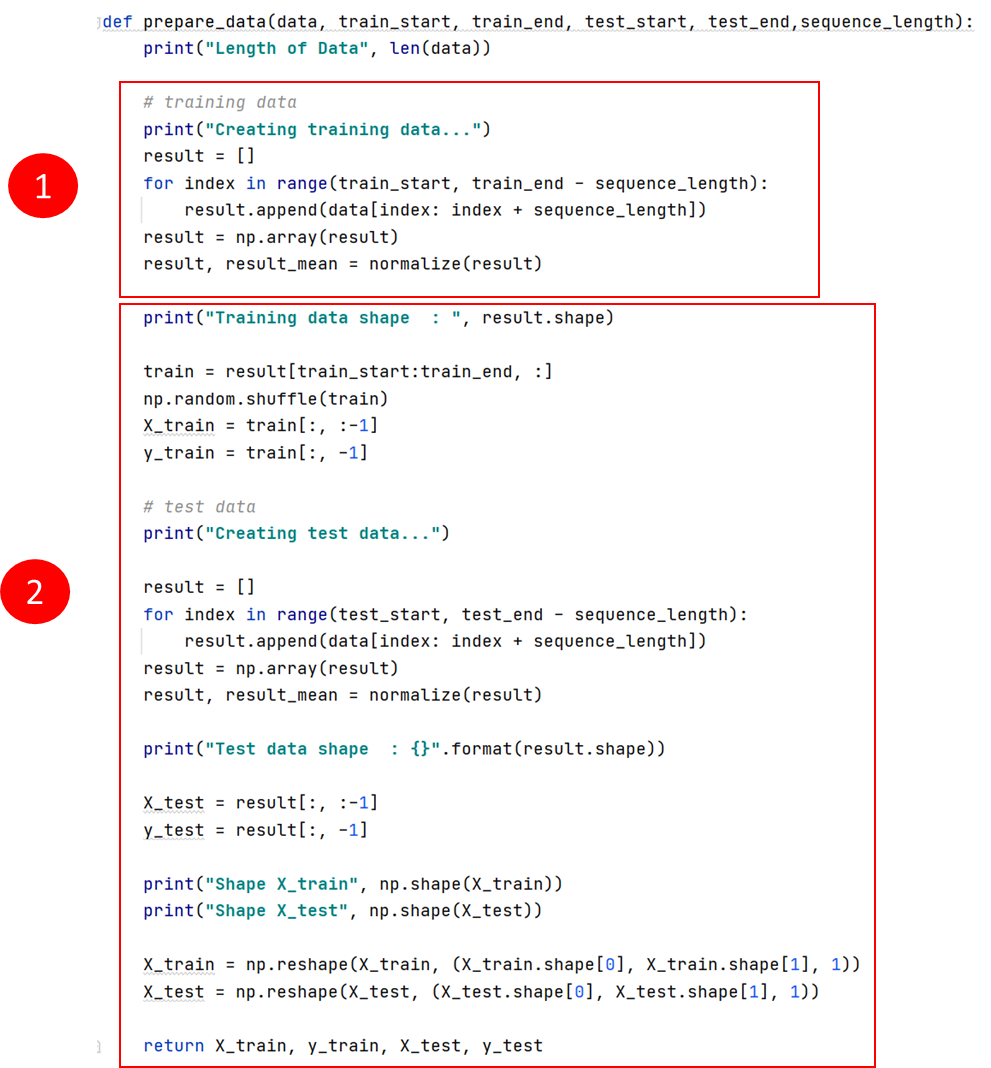 def prepare_data(data, train_start, train_end, test_start, test_end,sequence_length):
    print("Length of Data", len(data))

    # training data
    print("Creating training data...")
1
    result = []
    for index in range(train_start, train_end - sequence_length):
        result.append(data[index: index + sequence_length])
    result = np.array(result)
    result, result_mean = normalize(result)

    print("Training data shape  : ", result.shape)

    train = result[train_start:train_end, :]
    np.random.shuffle(train)
    X_train = train[:, :-1]
    y_train = train[:, -1]

    # test data
    print("Creating test data...")

2
    result = []
    for index in range(test_start, test_end - sequence_length):
        result.append(data[index: index + sequence_length])
    result = np.array(result)
    result, result_mean = normalize(result)

    print("Test data shape  : {}".format(result.shape))

    X_test = result[:, :-1]
    y_test = result[:, -1]

    print("Shape X_train", np.shape(X_train))
    print("Shape X_test", np.shape(X_test))

    X_train = np.reshape(X_train, (X_train.shape[0], X_train.shape[1], 1))
    X_test = np.reshape(X_test, (X_test.shape[0], X_test.shape[1], 1))

    return X_train, y_train, X_test, y_test